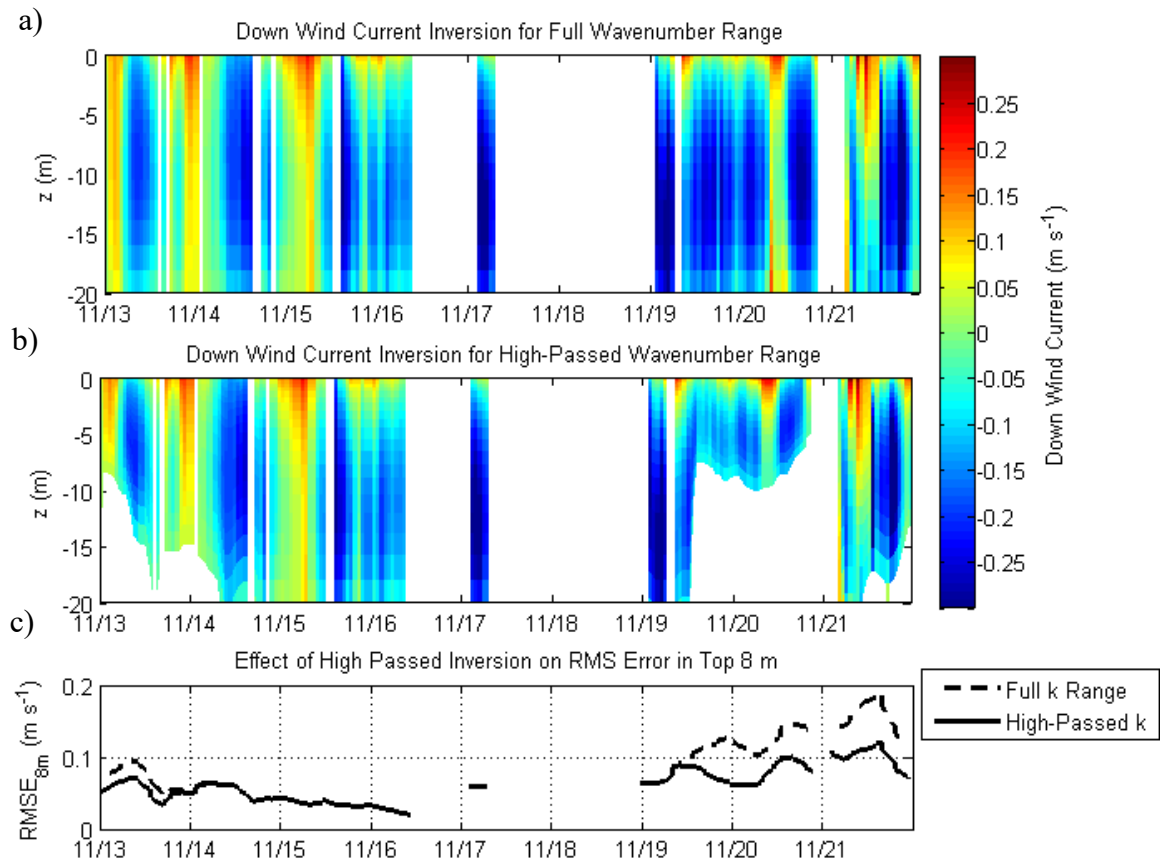 a)
Down Wind Current Inversion for Full Wavenumber Range
0
-5
-10
-15
-20
z (m)
11/13 11/14 11/15 11/16 11/17 11/18 11/19 11/20 11/21
0.25
0.2
0.15
0.1
0.05
0
-0.05
-0.1
-0.15
-0.2
-0.25
Down Wind Current (m s-1)
b)
Down Wind Current Inversion for High-Passed Wavenumber Range
0
-5
-10
-15
-20
z (m)
11/13 11/14 11/15 11/16 11/17 11/18 11/19 11/20 11/21
c)
Effect of High Passed Inversion on RMS Error in Top 8 m
0.2
0.1
0
RMSE8m (m s-1)
11/13 11/14 11/15 11/16 11/17 11/18 11/19 11/20 11/21
Full k Range
High-Passed k